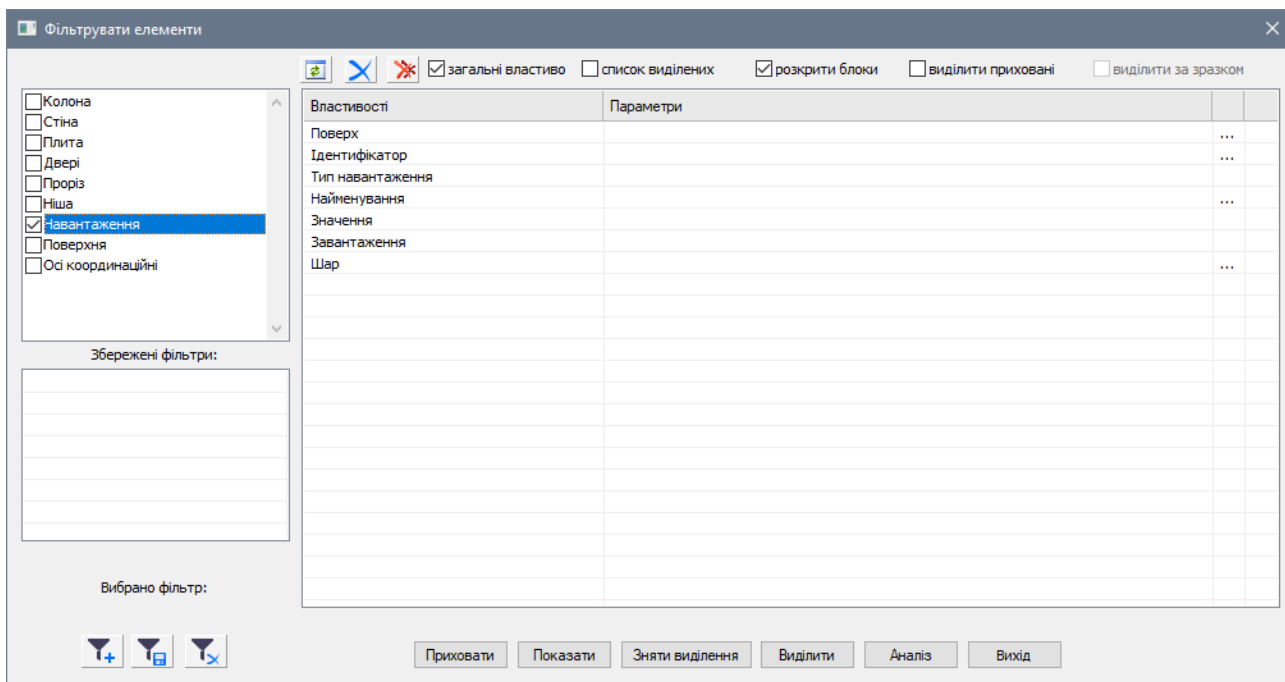 Фільтрувати елементи
загальні властиво
список виділених
розкрити блоки
виділити приховані
виділити за зразком
Колона
Стіна
Плита
Двері
Проріз
Ніша
Навантаження
Поверхня
Осі координаційні
Збережені фільтри:
Вибрано фільтр:
Властивості Параметри
Поверх ...
Ідентифікатор ...
Тип навантаження
Найменування ...
Значення
Завантаження
Шар ...
Приховати
Показати
Зняти виділення
Виділити
Аналіз
Вихід